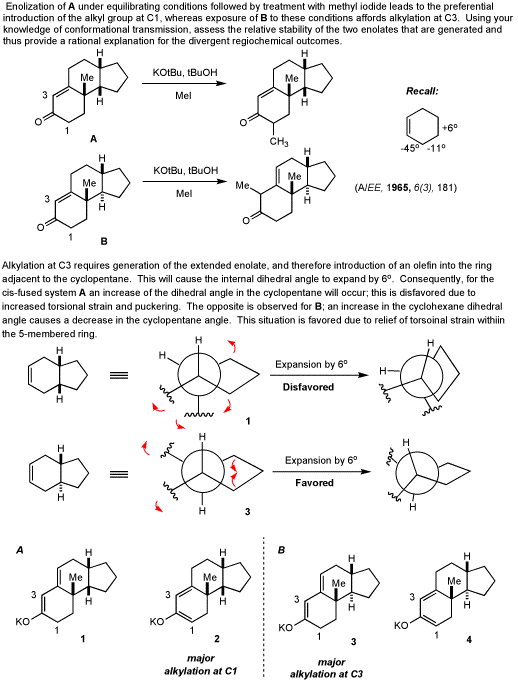 Enolization of A under equilibrating conditions followed by treatment with methyl iodide leads to the preferential
introduction of the alkyl group at C1, whereas exposure of B to these conditions affords alkylation at C3. Using your
knowledge of conformational transmission, assess the relative stability of the two enolates that are generated and
thus provide a rational explanation for the divergent regiochemical outcomes.
H
Me
KOtBu, tBuOH
MeI
3
H
O
1
A
H
Me
H
O
CH3
Recall:
+6º
-45º -11º
H
Me
KOtBu, tBuOH
MeI
3
H
O
1
B
H
Me
Me
H
O
(AIEE, 1965, 6(3), 181)
Alkylation at C3 requires generation of the extended enolate, and therefore introduction of an olefin into the ring
adjacent to the cyclopentane. This will cause the internal dihedral angle to expand by 6º. Consequently, for the
cis-fused system A an increase of the dihedral angle in the cyclopentane will occur; this is disfavored due to
increased torsional strain and puckering. The opposite is observed for B; an increase in the cyclohexane dihedral
angle causes a decrease in the cyclopentane angle. This situation is favored due to relief of torsoinal strain withiin
the 5-membered ring.
H
H
H
H
1
Expansion by 6º
Disfavored
H
H
H
H
H
H
3
Expansion by 6º
Favored
H
H
A
H
Me
3
H
KO
1
1
H
Me
3
H
KO
1
2
major
alkylation at C1
B
H
Me
3
H
KO
1
3
major
alkylation at C3
H
Me
3
H
KO
1
4